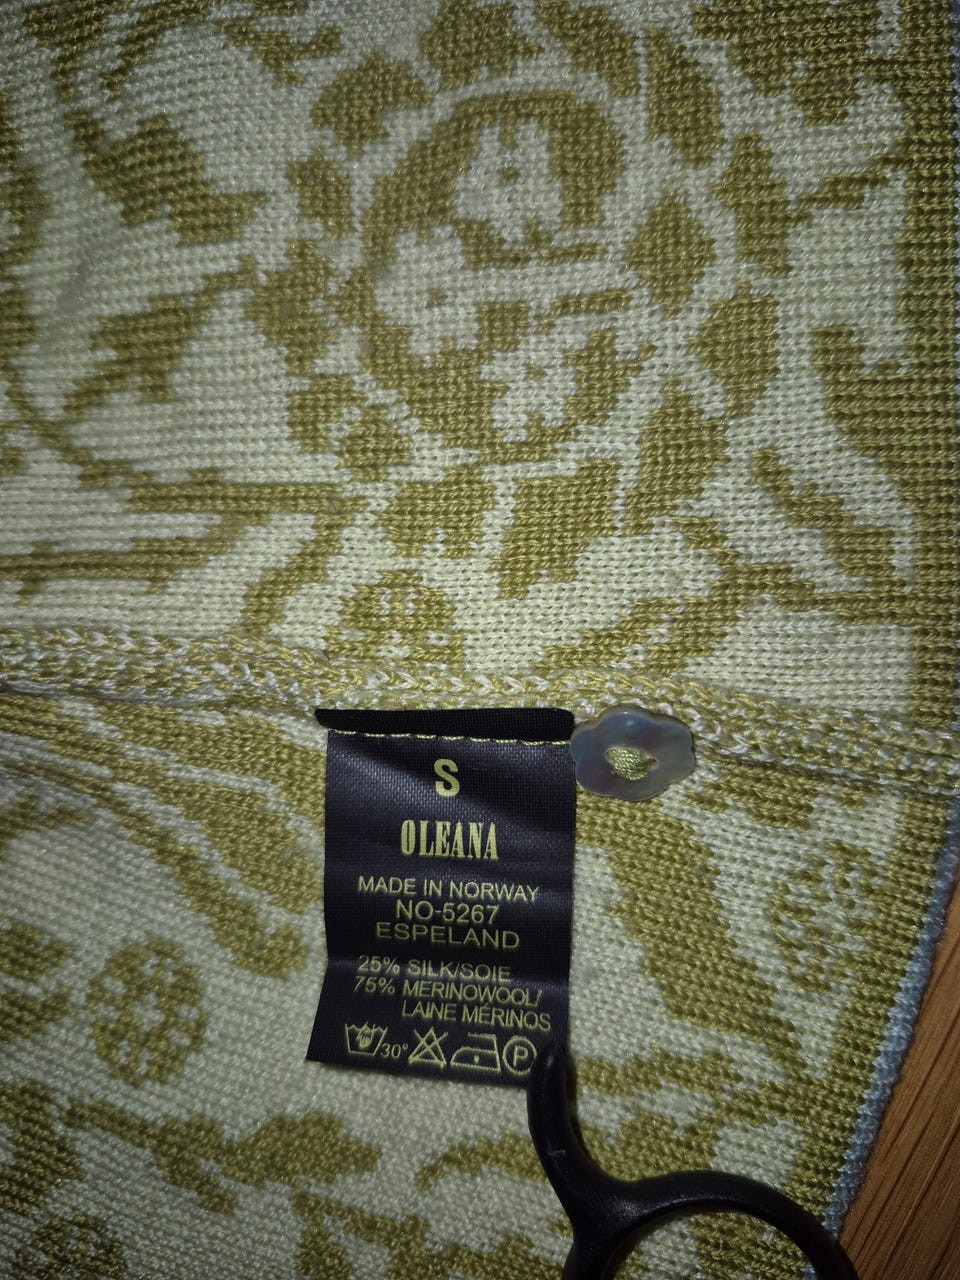 S
OLEANA
MADE IN NORWAY
NO-5267
ESPELAND
25% SILK/SOIE
75% MERINOWOOL/
LAINE MÉRINOS
30° P